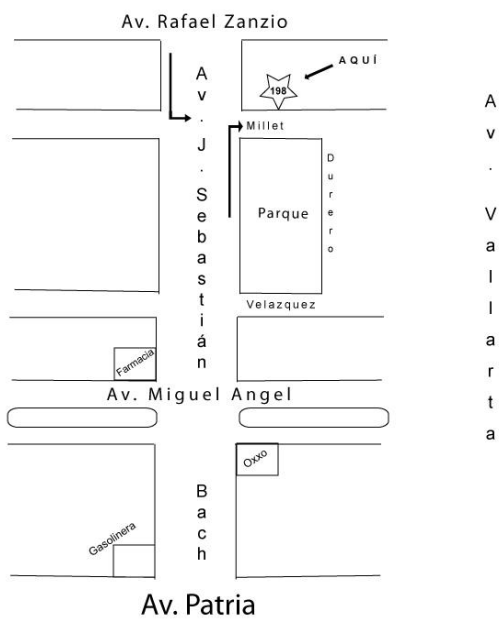 Av. Rafael Zanzio
AQUÍ
198
Av. J. Sebastián Bach
Millet
Durero
Parque
Av. Vallarta
Velazquez
Farmacia
Av. Miguel Angel
Oxxo
Gasolinera
Av. Patria